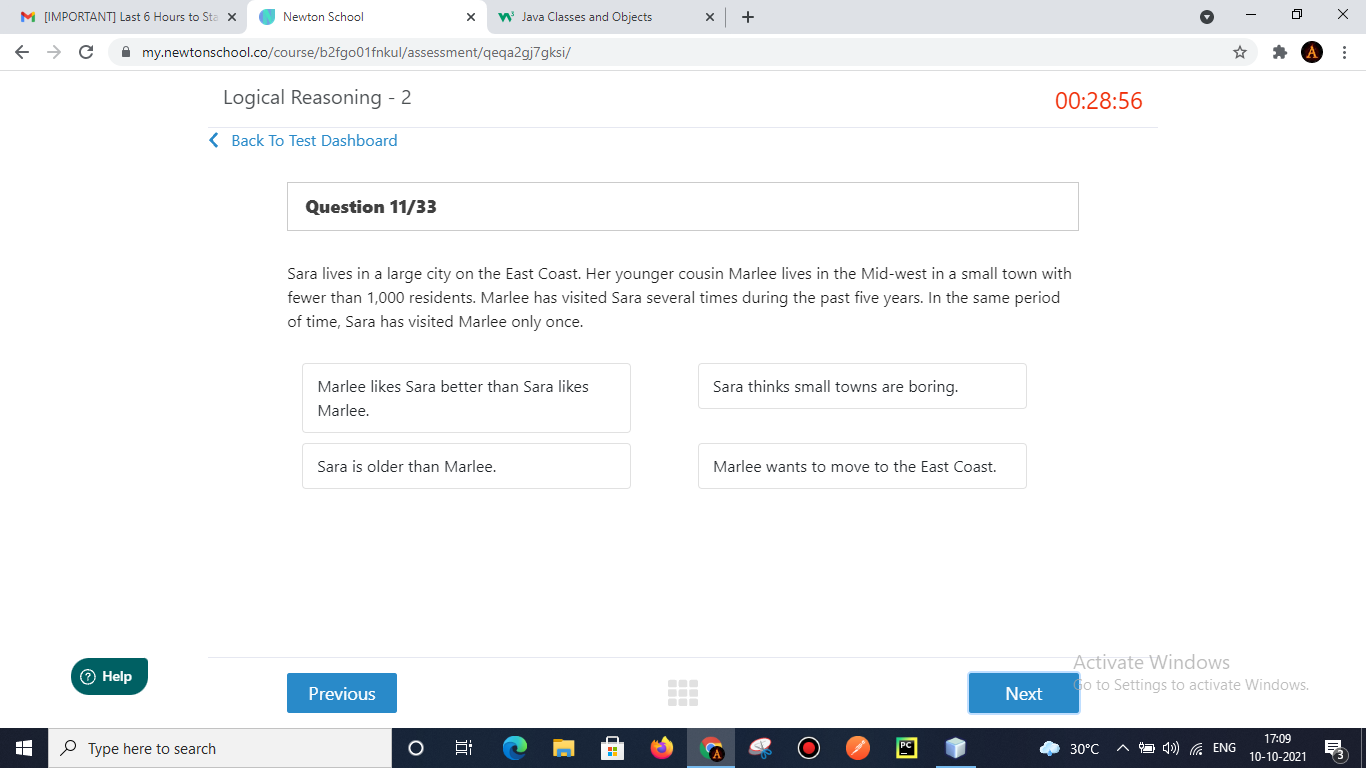 [IMPORTANT] Last 6 Hours to Sta
Newton School
Java Classes and Objects
my.newtonschool.co/course/b2fgo01fnkul/assessment/qeqa2gj7gksi/
A
Logical Reasoning - 2
00:28:56
Back To Test Dashboard
Question 11/33
Sara lives in a large city on the East Coast. Her younger cousin Marlee lives in the Mid-west in a small town with
fewer than 1,000 residents. Marlee has visited Sara several times during the past five years. In the same period
of time, Sara has visited Marlee only once.
Marlee likes Sara better than Sara likes
Marlee.
Sara thinks small towns are boring.
Sara is older than Marlee.
Marlee wants to move to the East Coast.
Activate Windows
Go to Settings to activate Windows.
? Help
Previous
Next
Type here to search
A
PC
30°C
ENG
17:09
10-10-2021
3